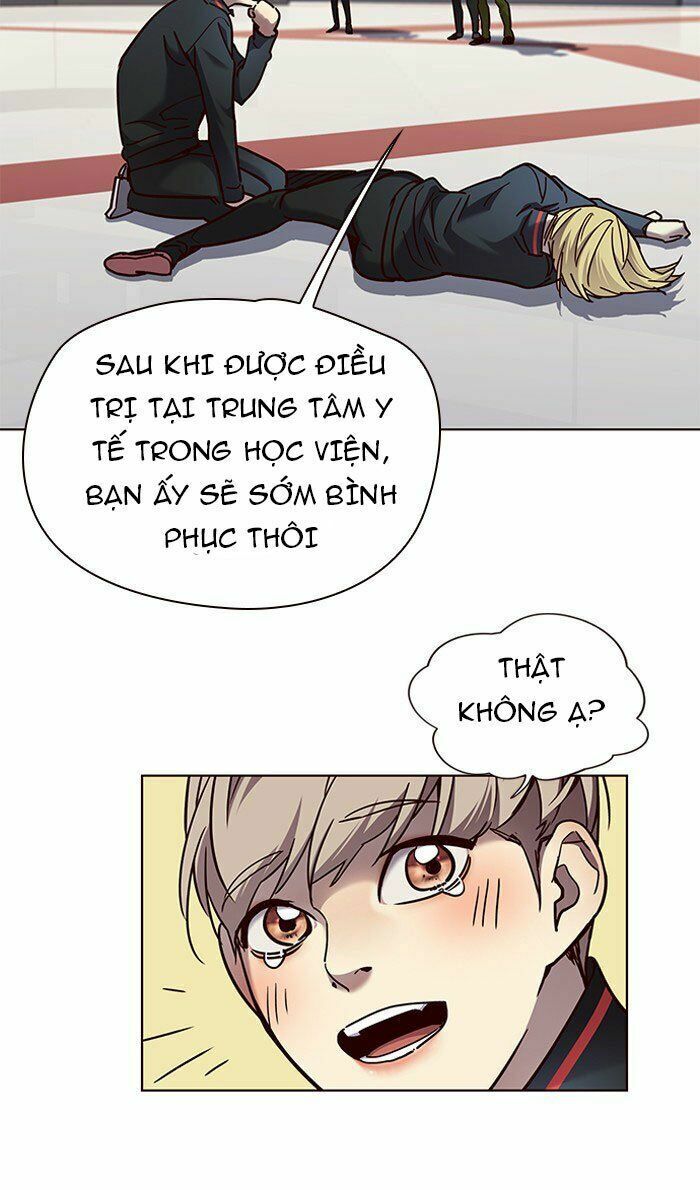 SAU KHI ĐƯỢC ĐIỀU
TRỊ TẠI TRUNG TÂM Y
TẾ TRONG HỌC VIỆN,
BẠN ẤY SẼ SỚM BÌNH
PHỤC THÔI
THẬT
KHÔNG Ạ?